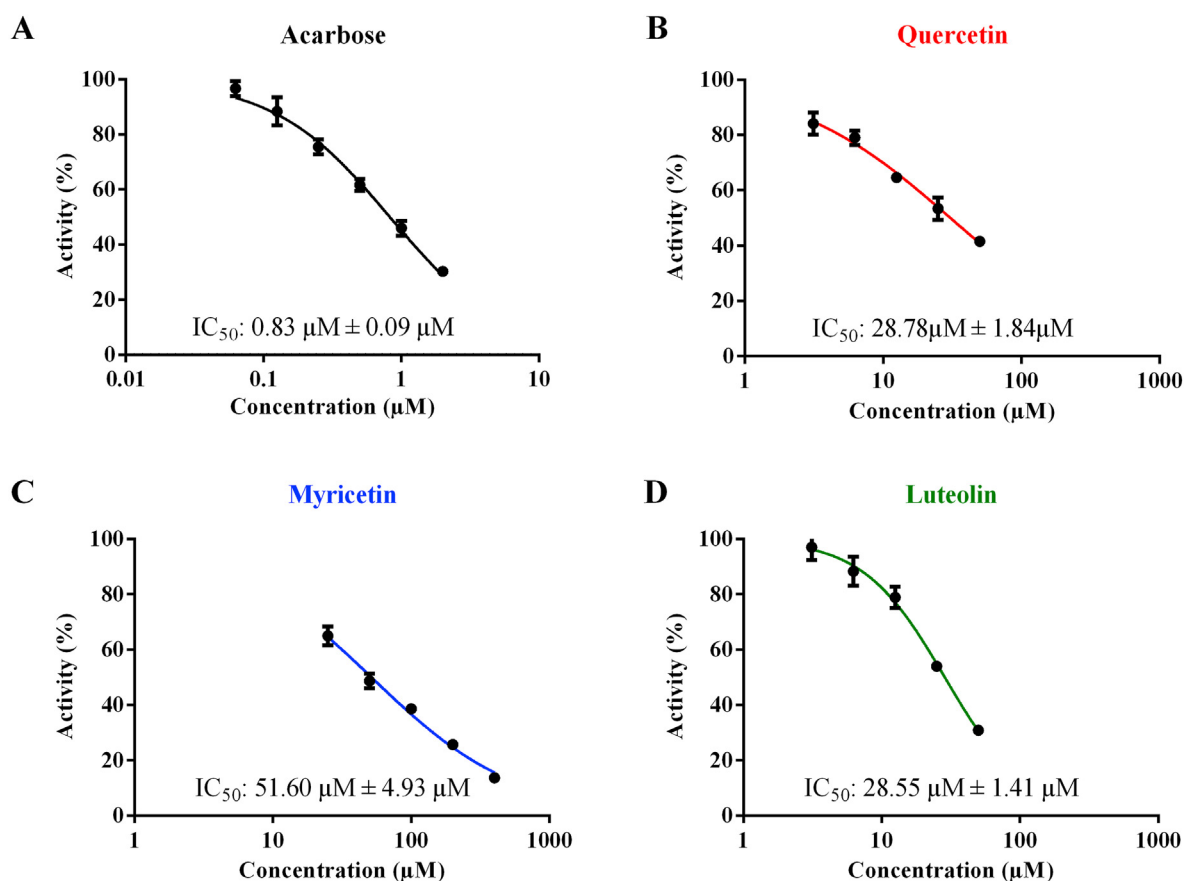 A
Acarbose
100
80
60
40
20
0
Activity (%)
IC₅₀: 0.83 µM ± 0.09 µM
0.01 0.1 1 10
Concentration (µM)
B
Quercetin
100
80
60
40
20
0
Activity (%)
IC₅₀: 28.78µM ± 1.84µM
1 10 100 1000
Concentration (µM)
C
Myricetin
100
80
60
40
20
0
Activity (%)
IC₅₀: 51.60 µM ± 4.93 µM
1 10 100 1000
Concentration (µM)
D
Luteolin
100
80
60
40
20
0
Activity (%)
IC₅₀: 28.55 µM ± 1.41 µM
1 10 100 1000
Concentration (µM)